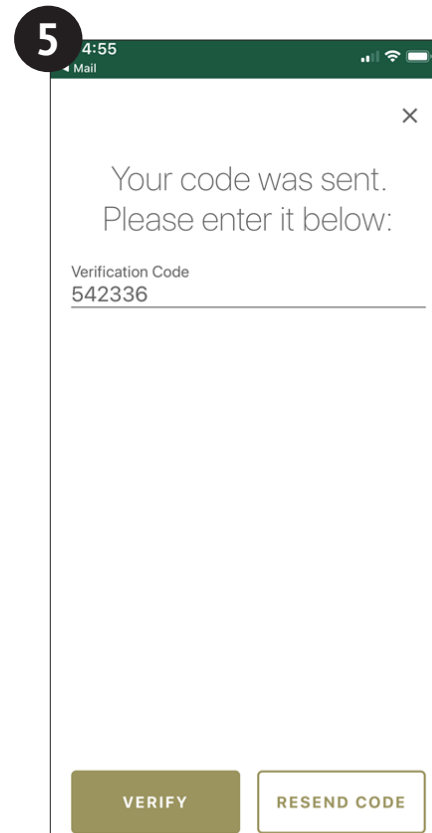 5
4:55
◄ Mail
×
Your code was sent.
Please enter it below:
Verification Code
542336
VERIFY
RESEND CODE